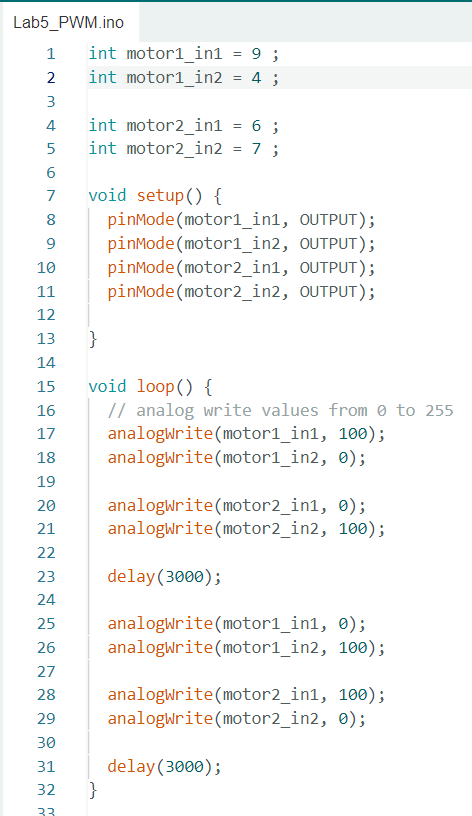 Lab5_PWM.ino
1 int motor1_in1 = 9 ;
2 int motor1_in2 = 4 ;
3
4 int motor2_in1 = 6 ;
5 int motor2_in2 = 7 ;
6
7 void setup() {
8 pinMode(motor1_in1, OUTPUT);
9 pinMode(motor1_in2, OUTPUT);
10 pinMode(motor2_in1, OUTPUT);
11 pinMode(motor2_in2, OUTPUT);
12
13 }
14
15 void loop() {
16 // analog write values from 0 to 255
17 analogWrite(motor1_in1, 100);
18 analogWrite(motor1_in2, 0);
19
20 analogWrite(motor2_in1, 0);
21 analogWrite(motor2_in2, 100);
22
23 delay(3000);
24
25 analogWrite(motor1_in1, 0);
26 analogWrite(motor1_in2, 100);
27
28 analogWrite(motor2_in1, 100);
29 analogWrite(motor2_in2, 0);
30
31 delay(3000);
32 }
33